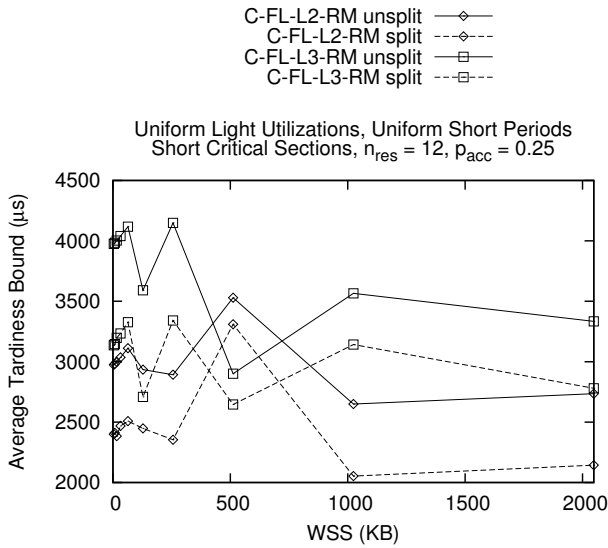 C-FL-L2-RM unsplit
C-FL-L2-RM split
C-FL-L3-RM unsplit
C-FL-L3-RM split
Uniform Light Utilizations, Uniform Short Periods
Short Critical Sections, n_res = 12, p_acc = 0.25
Average Tardiness Bound (µs)
4500
4000
3500
3000
2500
2000
0 500 1000 1500 2000
WSS (KB)